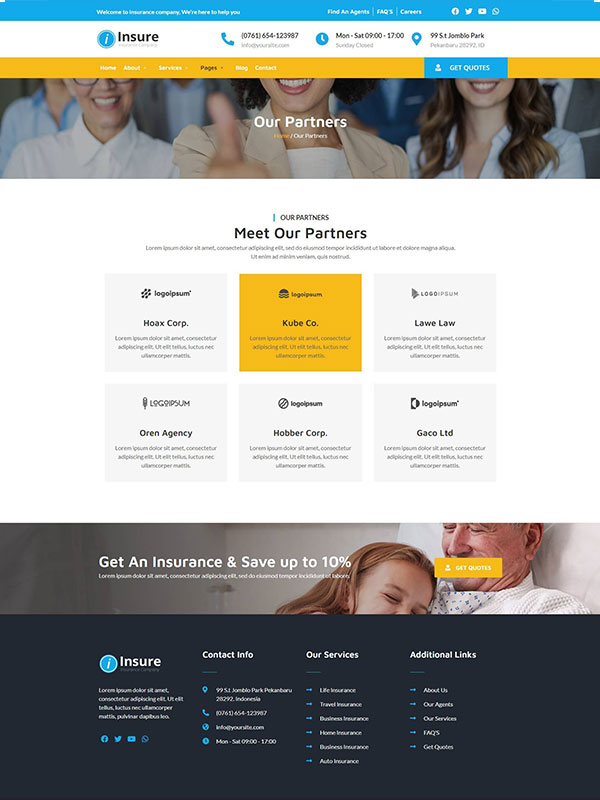 Welcome to insurance company, We're here to help you
Find An Agents FAQ'S Careers
Insure
Insurance Company
(0761) 654-123987
info@yoursite.com
Mon - Sat 09:00 - 17:00
Sunday Closed
99 S.t Jomblo Park
Pekanbaru 28292. ID
Home About Services Pages Blog Contact
GET QUOTES
Our Partners
Home / Our Partners
OUR PARTNERS
Meet Our Partners
Lorem ipsum dolor sit amet, consectetur adipiscing elit, sed do eiusmod tempor incididunt ut labore et dolore magna aliqua.
Ut enim ad minim veniam, quis nostrud.
logoipsum
Hoax Corp.
Lorem ipsum dolor sit amet, consectetur
adipiscing elit. Ut elit tellus, luctus nec
ullamcorper mattis.
logoipsum
Kube Co.
Lorem ipsum dolor sit amet, consectetur
adipiscing elit. Ut elit tellus, luctus nec
ullamcorper mattis.
LOGOIPSUM
Lawe Law
Lorem ipsum dolor sit amet, consectetur
adipiscing elit. Ut elit tellus, luctus nec
ullamcorper mattis.
LOGOIPSUM
Oren Agency
Lorem ipsum dolor sit amet, consectetur
adipiscing elit. Ut elit tellus, luctus nec
ullamcorper mattis.
logoipsum
Hobber Corp.
Lorem ipsum dolor sit amet, consectetur
adipiscing elit. Ut elit tellus, luctus nec
ullamcorper mattis.
logoipsum
Gaco Ltd
Lorem ipsum dolor sit amet, consectetur
adipiscing elit. Ut elit tellus, luctus nec
ullamcorper mattis.
Get An Insurance & Save up to 10%
Lorem ipsum dolor sit amet, consectetur adipiscing elit, sed do eiusmod tempor incididunt ut labore
GET QUOTES
Insure
Insurance Company
Lorem ipsum dolor sit amet,
consectetur adipiscing elit. Ut elit
tellus, luctus nec ullamcorper
mattis, pulvinar dapibus leo.
Contact Info
99 S.t Jomblo Park Pekanbaru
28292. Indonesia
(0761) 654-123987
info@yoursite.com
Mon - Sat 09:00 - 17:00
Our Services
Life Insurance
Travel Insurance
Business Insurance
Home Insurance
Business Insurance
Auto Insurance
Additional Links
About Us
Our Agents
Our Services
FAQ'S
Get Quotes